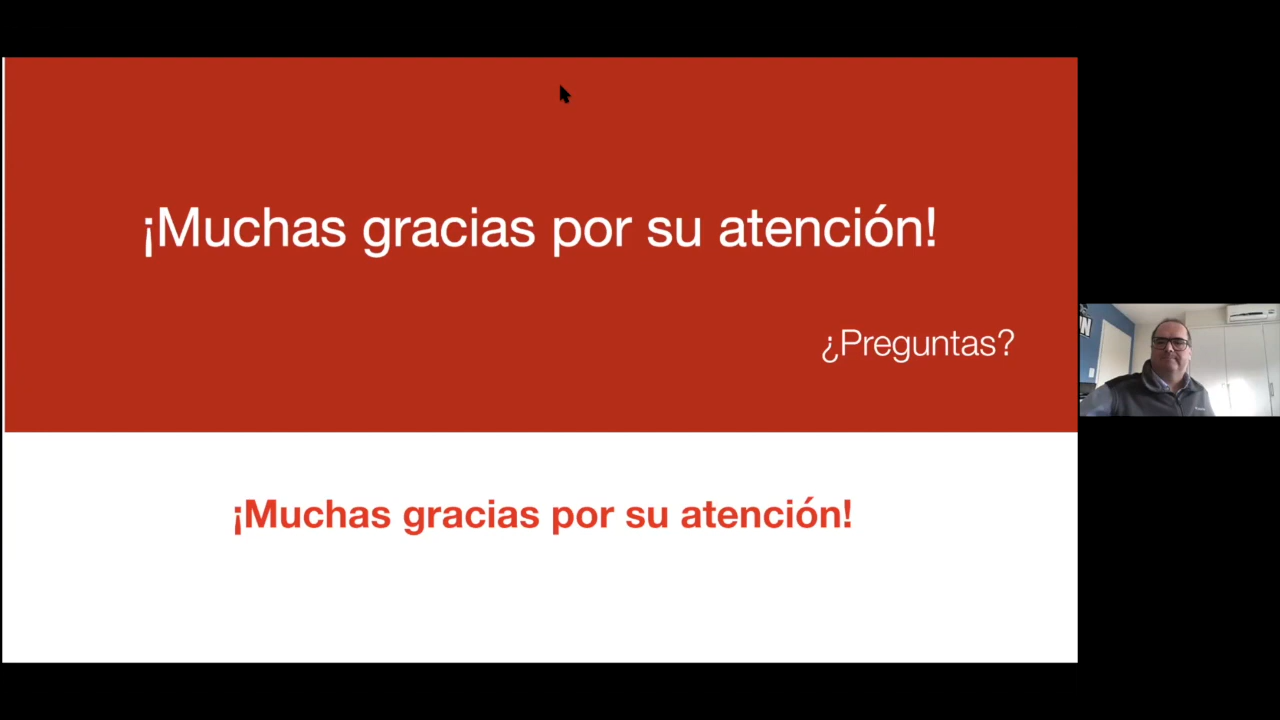 ¡Muchas gracias por su atención!
¿Preguntas?
¡Muchas gracias por su atención!